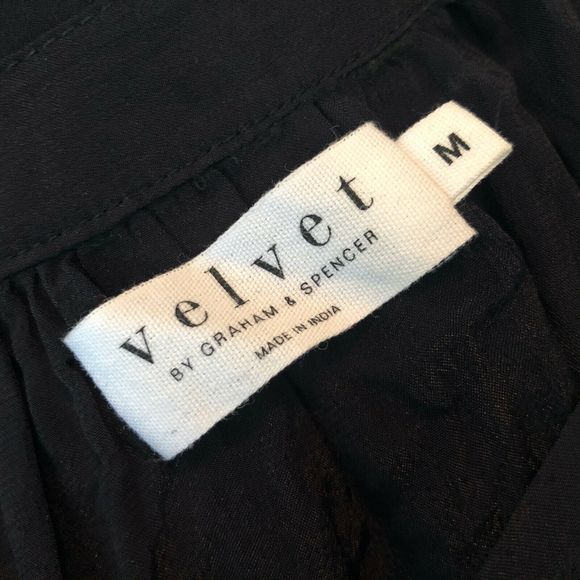 velvet
BY GRAHAM & SPENCER
MADE IN INDIA
M